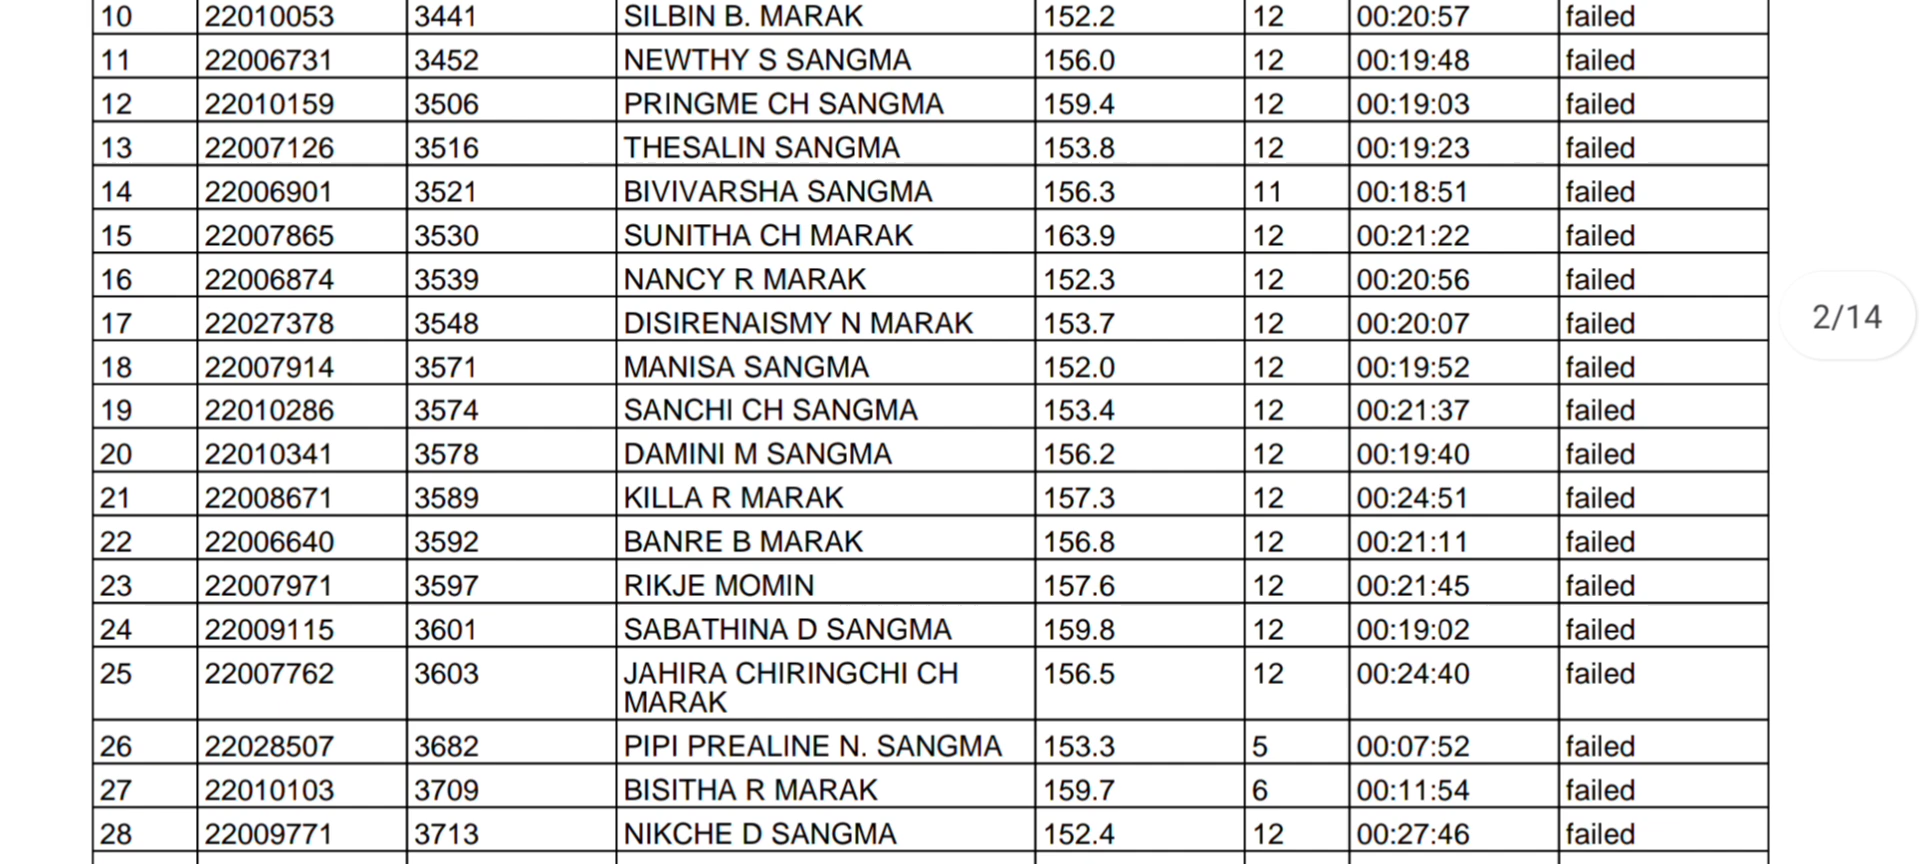 10 22010053 3441 SILBIN B. MARAK 152.2 12 00:20:57 failed
11 22006731 3452 NEWTHY S SANGMA 156.0 12 00:19:48 failed
12 22010159 3506 PRINGME CH SANGMA 159.4 12 00:19:03 failed
13 22007126 3516 THESALIN SANGMA 153.8 12 00:19:23 failed
14 22006901 3521 BIVIVARSHA SANGMA 156.3 11 00:18:51 failed
15 22007865 3530 SUNITHA CH MARAK 163.9 12 00:21:22 failed
16 22006874 3539 NANCY R MARAK 152.3 12 00:20:56 failed
2/14
17 22027378 3548 DISIRENAISMY N MARAK 153.7 12 00:20:07 failed
18 22007914 3571 MANISA SANGMA 152.0 12 00:19:52 failed
19 22010286 3574 SANCHI CH SANGMA 153.4 12 00:21:37 failed
20 22010341 3578 DAMINI M SANGMA 156.2 12 00:19:40 failed
21 22008671 3589 KILLA R MARAK 157.3 12 00:24:51 failed
22 22006640 3592 BANRE B MARAK 156.8 12 00:21:11 failed
23 22007971 3597 RIKJE MOMIN 157.6 12 00:21:45 failed
24 22009115 3601 SABATHINA D SANGMA 159.8 12 00:19:02 failed
25 22007762 3603 JAHIRA CHIRINGCHI CH 156.5 12 00:24:40 failed
MARAK
26 22028507 3682 PIPI PREALINE N. SANGMA 153.3 5 00:07:52 failed
27 22010103 3709 BISITHA R MARAK 159.7 6 00:11:54 failed
28 22009771 3713 NIKCHE D SANGMA 152.4 12 00:27:46 failed